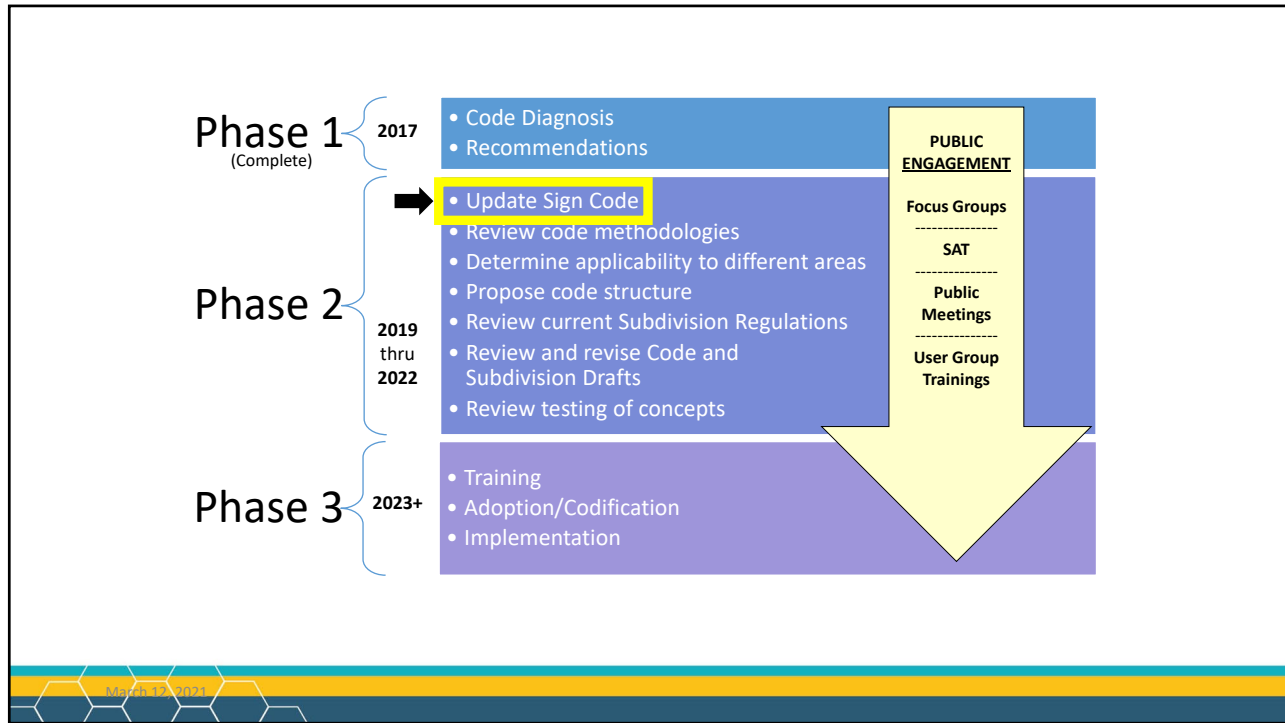 Phase 1
(Complete)
2017
• Code Diagnosis
• Recommendations
Phase 2
2019
thru
2022
• Update Sign Code
• Review code methodologies
• Determine applicability to different areas
• Propose code structure
• Review current Subdivision Regulations
• Review and revise Code and
Subdivision Drafts
• Review testing of concepts
Phase 3
2023+
• Training
• Adoption/Codification
• Implementation
PUBLIC
ENGAGEMENT
Focus Groups
---------------
SAT
---------------
Public
Meetings
---------------
User Group
Trainings
March 12, 2021